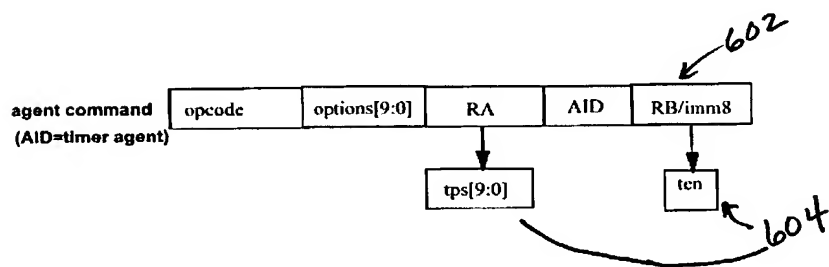 602
agent command
(AID=timer agent)
opcode
options[9:0]
RA
AID
RB/imm8
tps[9:0]
ten
604